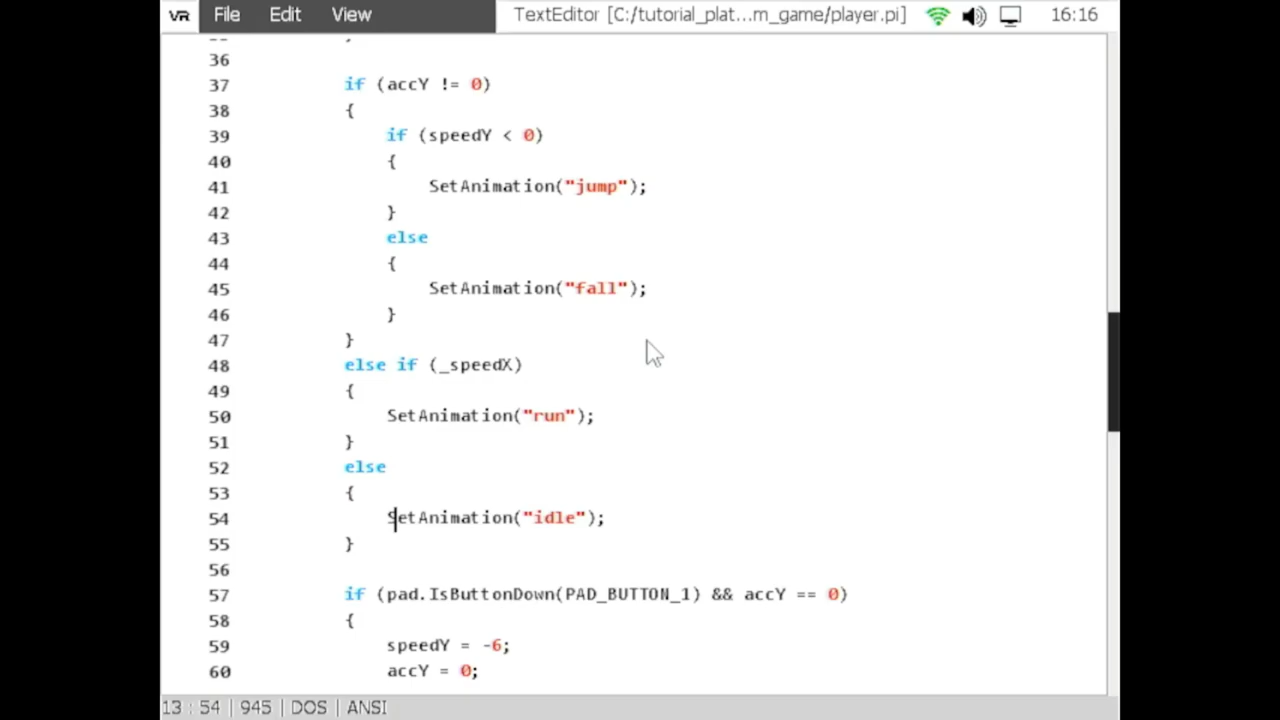 VR File Edit View TextEditor [C:/tutorial_plat...m_game/player.pi] 16:16
36
37 if (accY != 0)
38 {
39 if (speedY < 0)
40 {
41 SetAnimation("jump");
42 }
43 else
44 {
45 SetAnimation("fall");
46 }
47 }
48 else if (_speedX)
49 {
50 SetAnimation("run");
51 }
52 else
53 {
54 SetAnimation("idle");
55 }
56
57 if (pad.IsButtonDown(PAD_BUTTON_1) && accY == 0)
58 {
59 speedY = -6;
60 accY = 0;
13 : 54 | 945 | DOS | ANSI